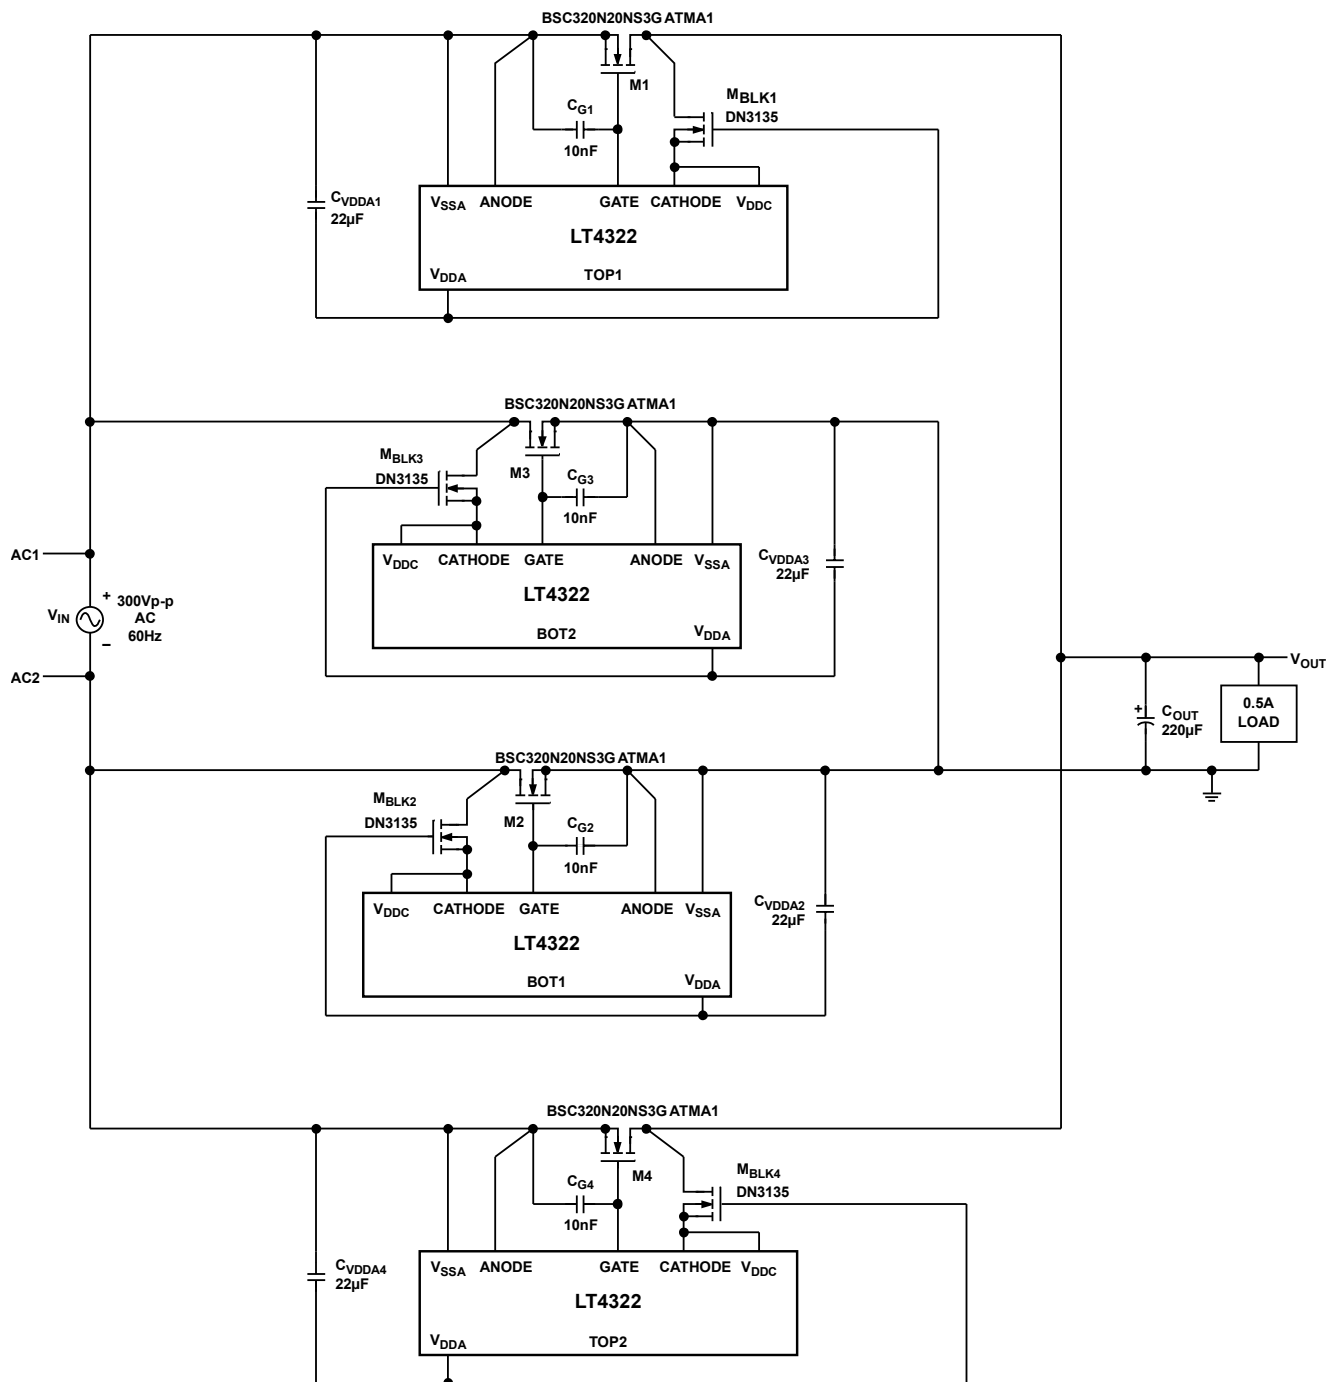 BSC320N20NS3G ATMA1
M1
MBLK1
DN3135
CG1
10nF
CVDDA1
22µF
VSSA ANODE GATE CATHODE VDDC
LT4322
VDDA
TOP1
BSC320N20NS3G ATMA1
MBLK3
DN3135
M3
CG3
10nF
VDDC CATHODE GATE ANODE VSSA
CVDDA3
22µF
LT4322
BOT2
VDDA
AC1
VIN
+
300Vp-p
AC
60Hz
–
AC2
VOUT
+
COUT
220µF
0.5A
LOAD
BSC320N20NS3G ATMA1
MBLK2
DN3135
M2
CG2
10nF
VDDC CATHODE GATE ANODE VSSA
CVDDA2
22µF
LT4322
BOT1
VDDA
BSC320N20NS3G ATMA1
M4
MBLK4
DN3135
CG4
10nF
CVDDA4
22µF
VSSA ANODE GATE CATHODE VDDC
LT4322
VDDA
TOP2